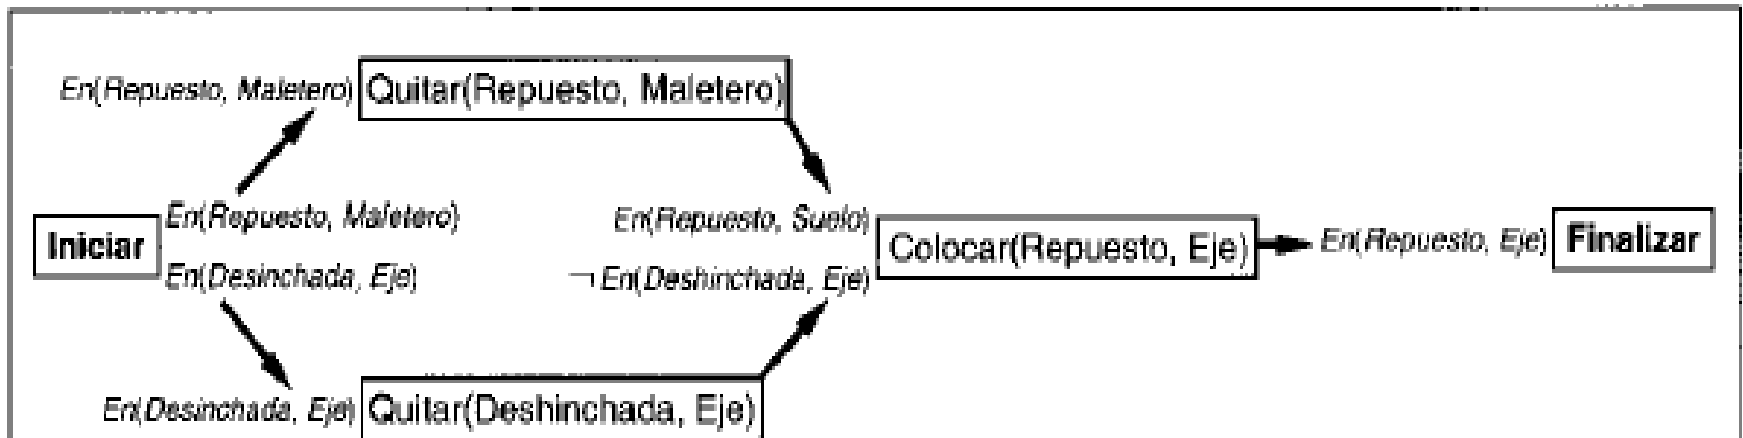 En(Repuesto, Maletero) Quitar(Repuesto, Maletero)
En(Repuesto, Maletero)
Iniciar
En(Desinchada, Eje)
En(Repuesto, Suelo)
¬ En(Deshinchada, Eje)
Colocar(Repuesto, Eje)
En(Repuesto, Eje) Finalizar
En(Desinchada, Eje) Quitar(Deshinchada, Eje)